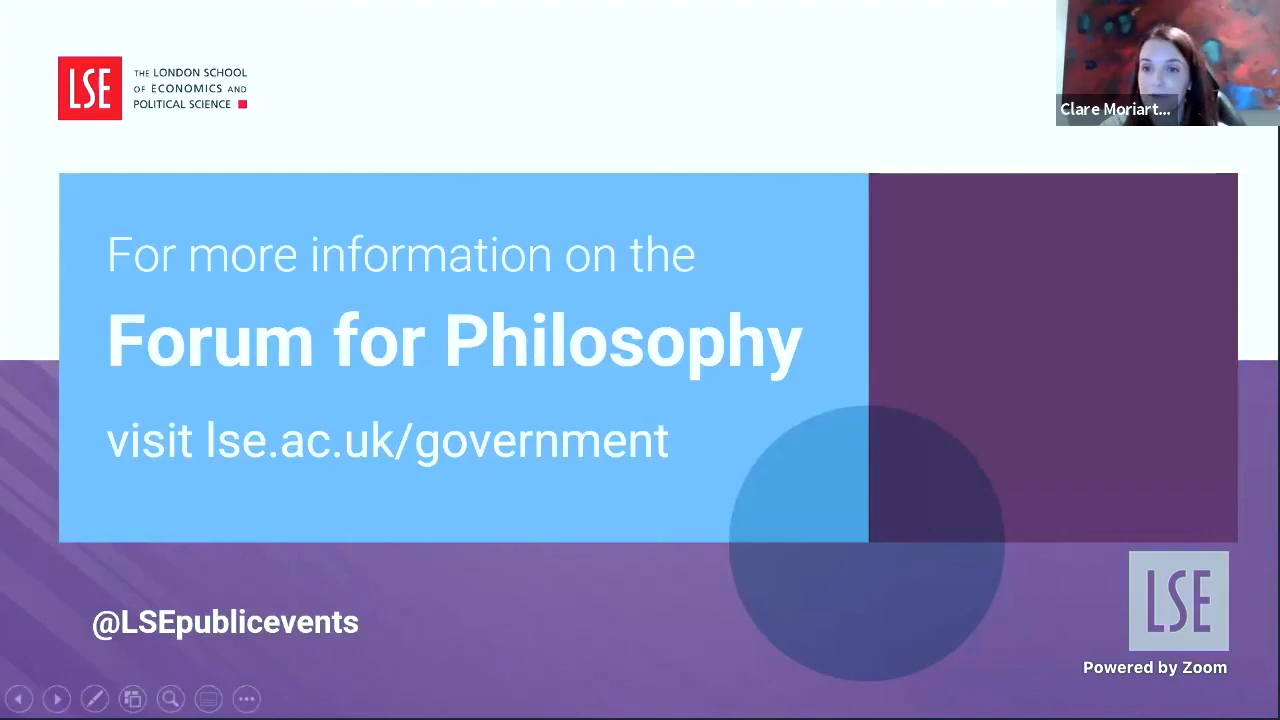 LSE
THE LONDON SCHOOL
OF ECONOMICS AND
POLITICAL SCIENCE
Clare Moriart...
For more information on the
Forum for Philosophy
visit lse.ac.uk/government
@LSEpublicevents
LSE
Powered by Zoom